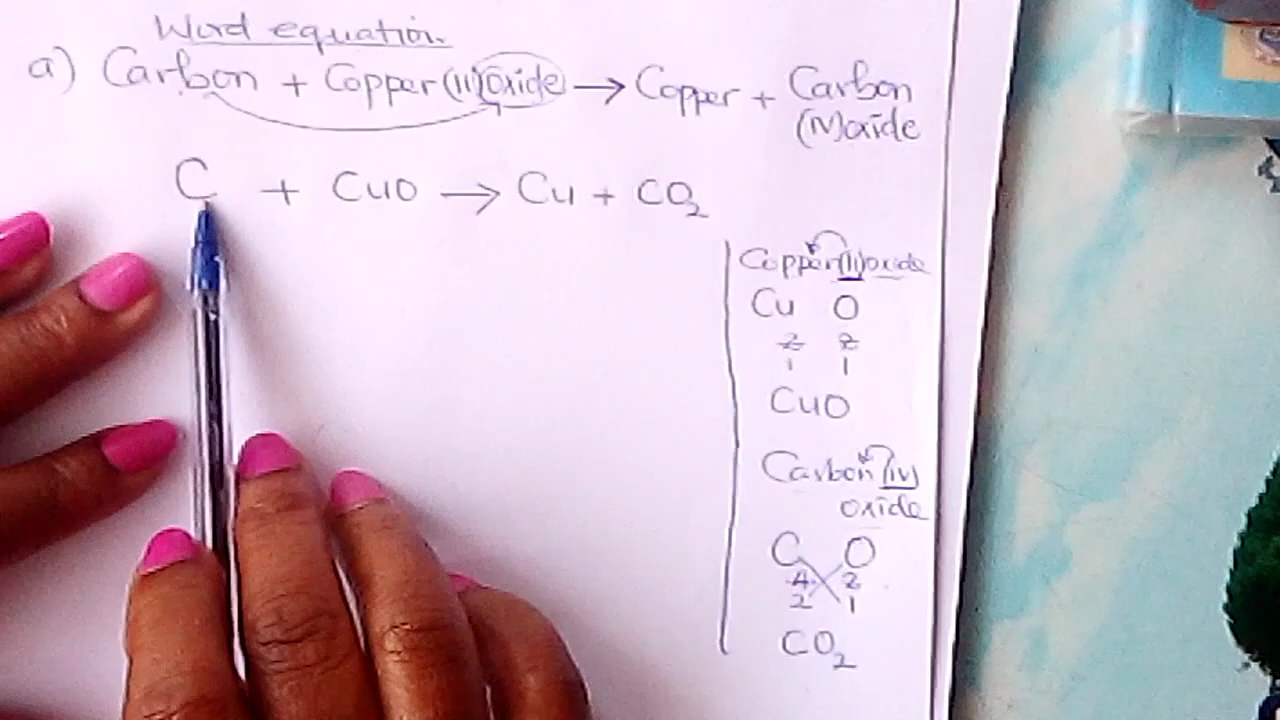 Word equation.
a) Carbon + Copper(II)Oxide → Copper + Carbon
(IV)oxide
C + CuO → Cu + CO₂
Copper(II)oxide
Cu O
2 2
1 1
CuO
Carbon (IV)
oxide
C O
4 2
2 1
CO₂